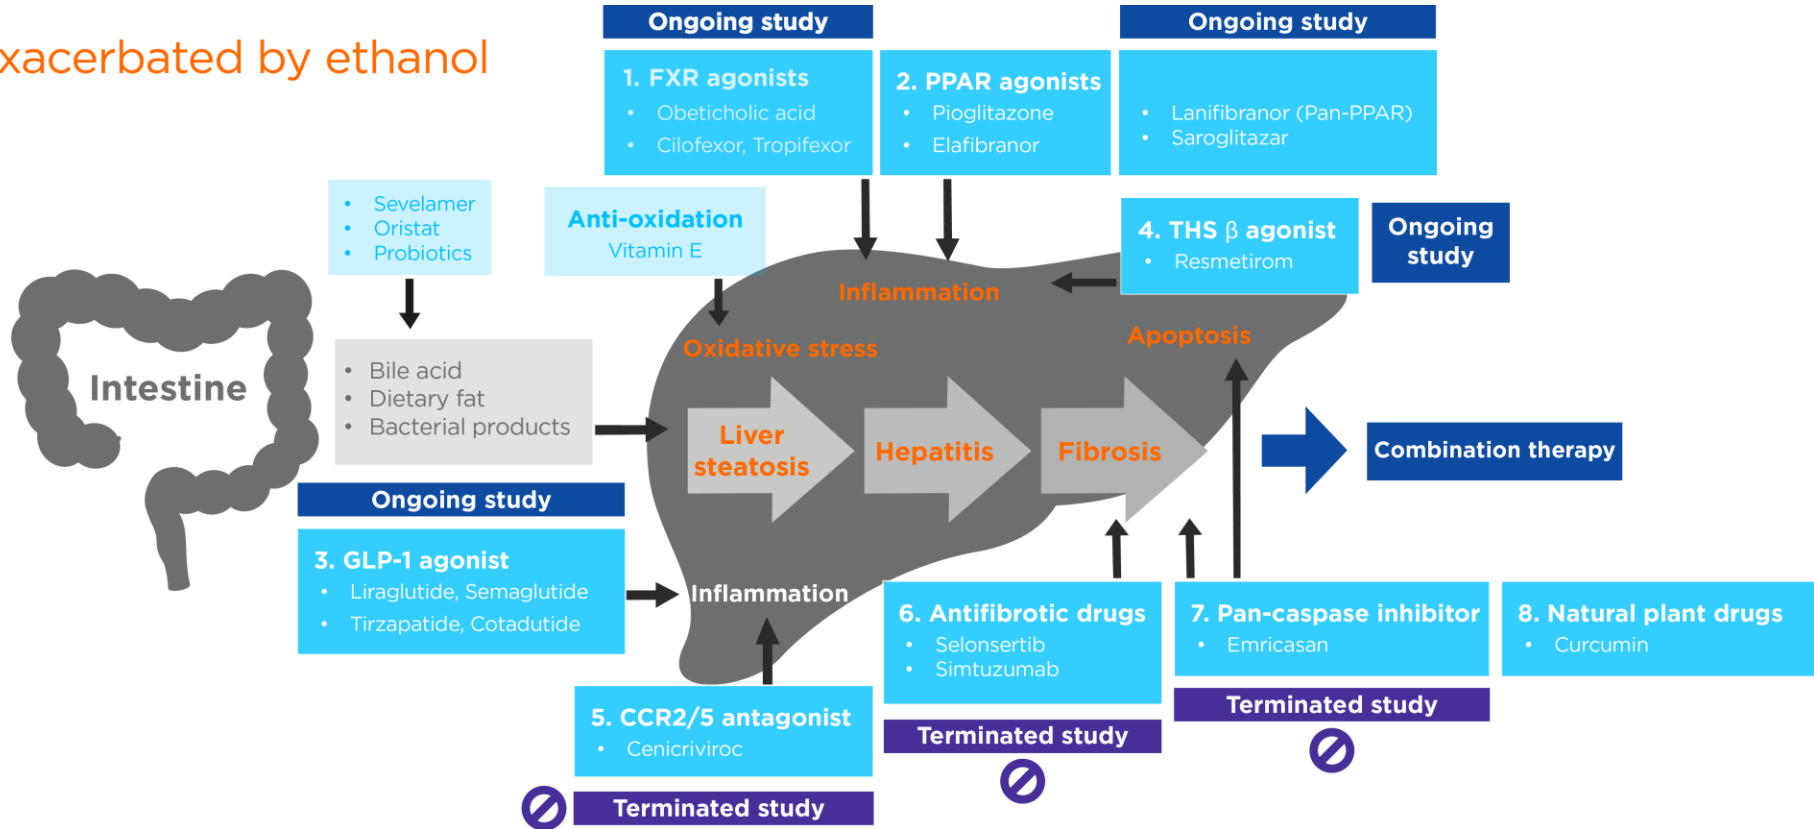 xacerbated by ethanol
Ongoing study
1. FXR agonists
• Obeticholic acid
• Cilofexor, Tropifexor
2. PPAR agonists
• Pioglitazone
• Elafibranor
Ongoing study
• Lanifibranor (Pan-PPAR)
• Saroglitazar
• Sevelamer
• Oristat
• Probiotics
Anti-oxidation
Vitamin E
4. THS β agonist
• Resmetirom
Ongoing
study
Inflammation
Oxidative stress
Apoptosis
Intestine
• Bile acid
• Dietary fat
• Bacterial products
Liver
steatosis
Hepatitis
Fibrosis
Combination therapy
Ongoing study
3. GLP-1 agonist
• Liraglutide, Semaglutide
• Tirzapatide, Cotadutide
Inflammation
5. CCR2/5 antagonist
• Cenicriviroc
Terminated study
6. Antifibrotic drugs
• Selonsertib
• Simtuzumab
Terminated study
7. Pan-caspase inhibitor
• Emricasan
Terminated study
8. Natural plant drugs
• Curcumin